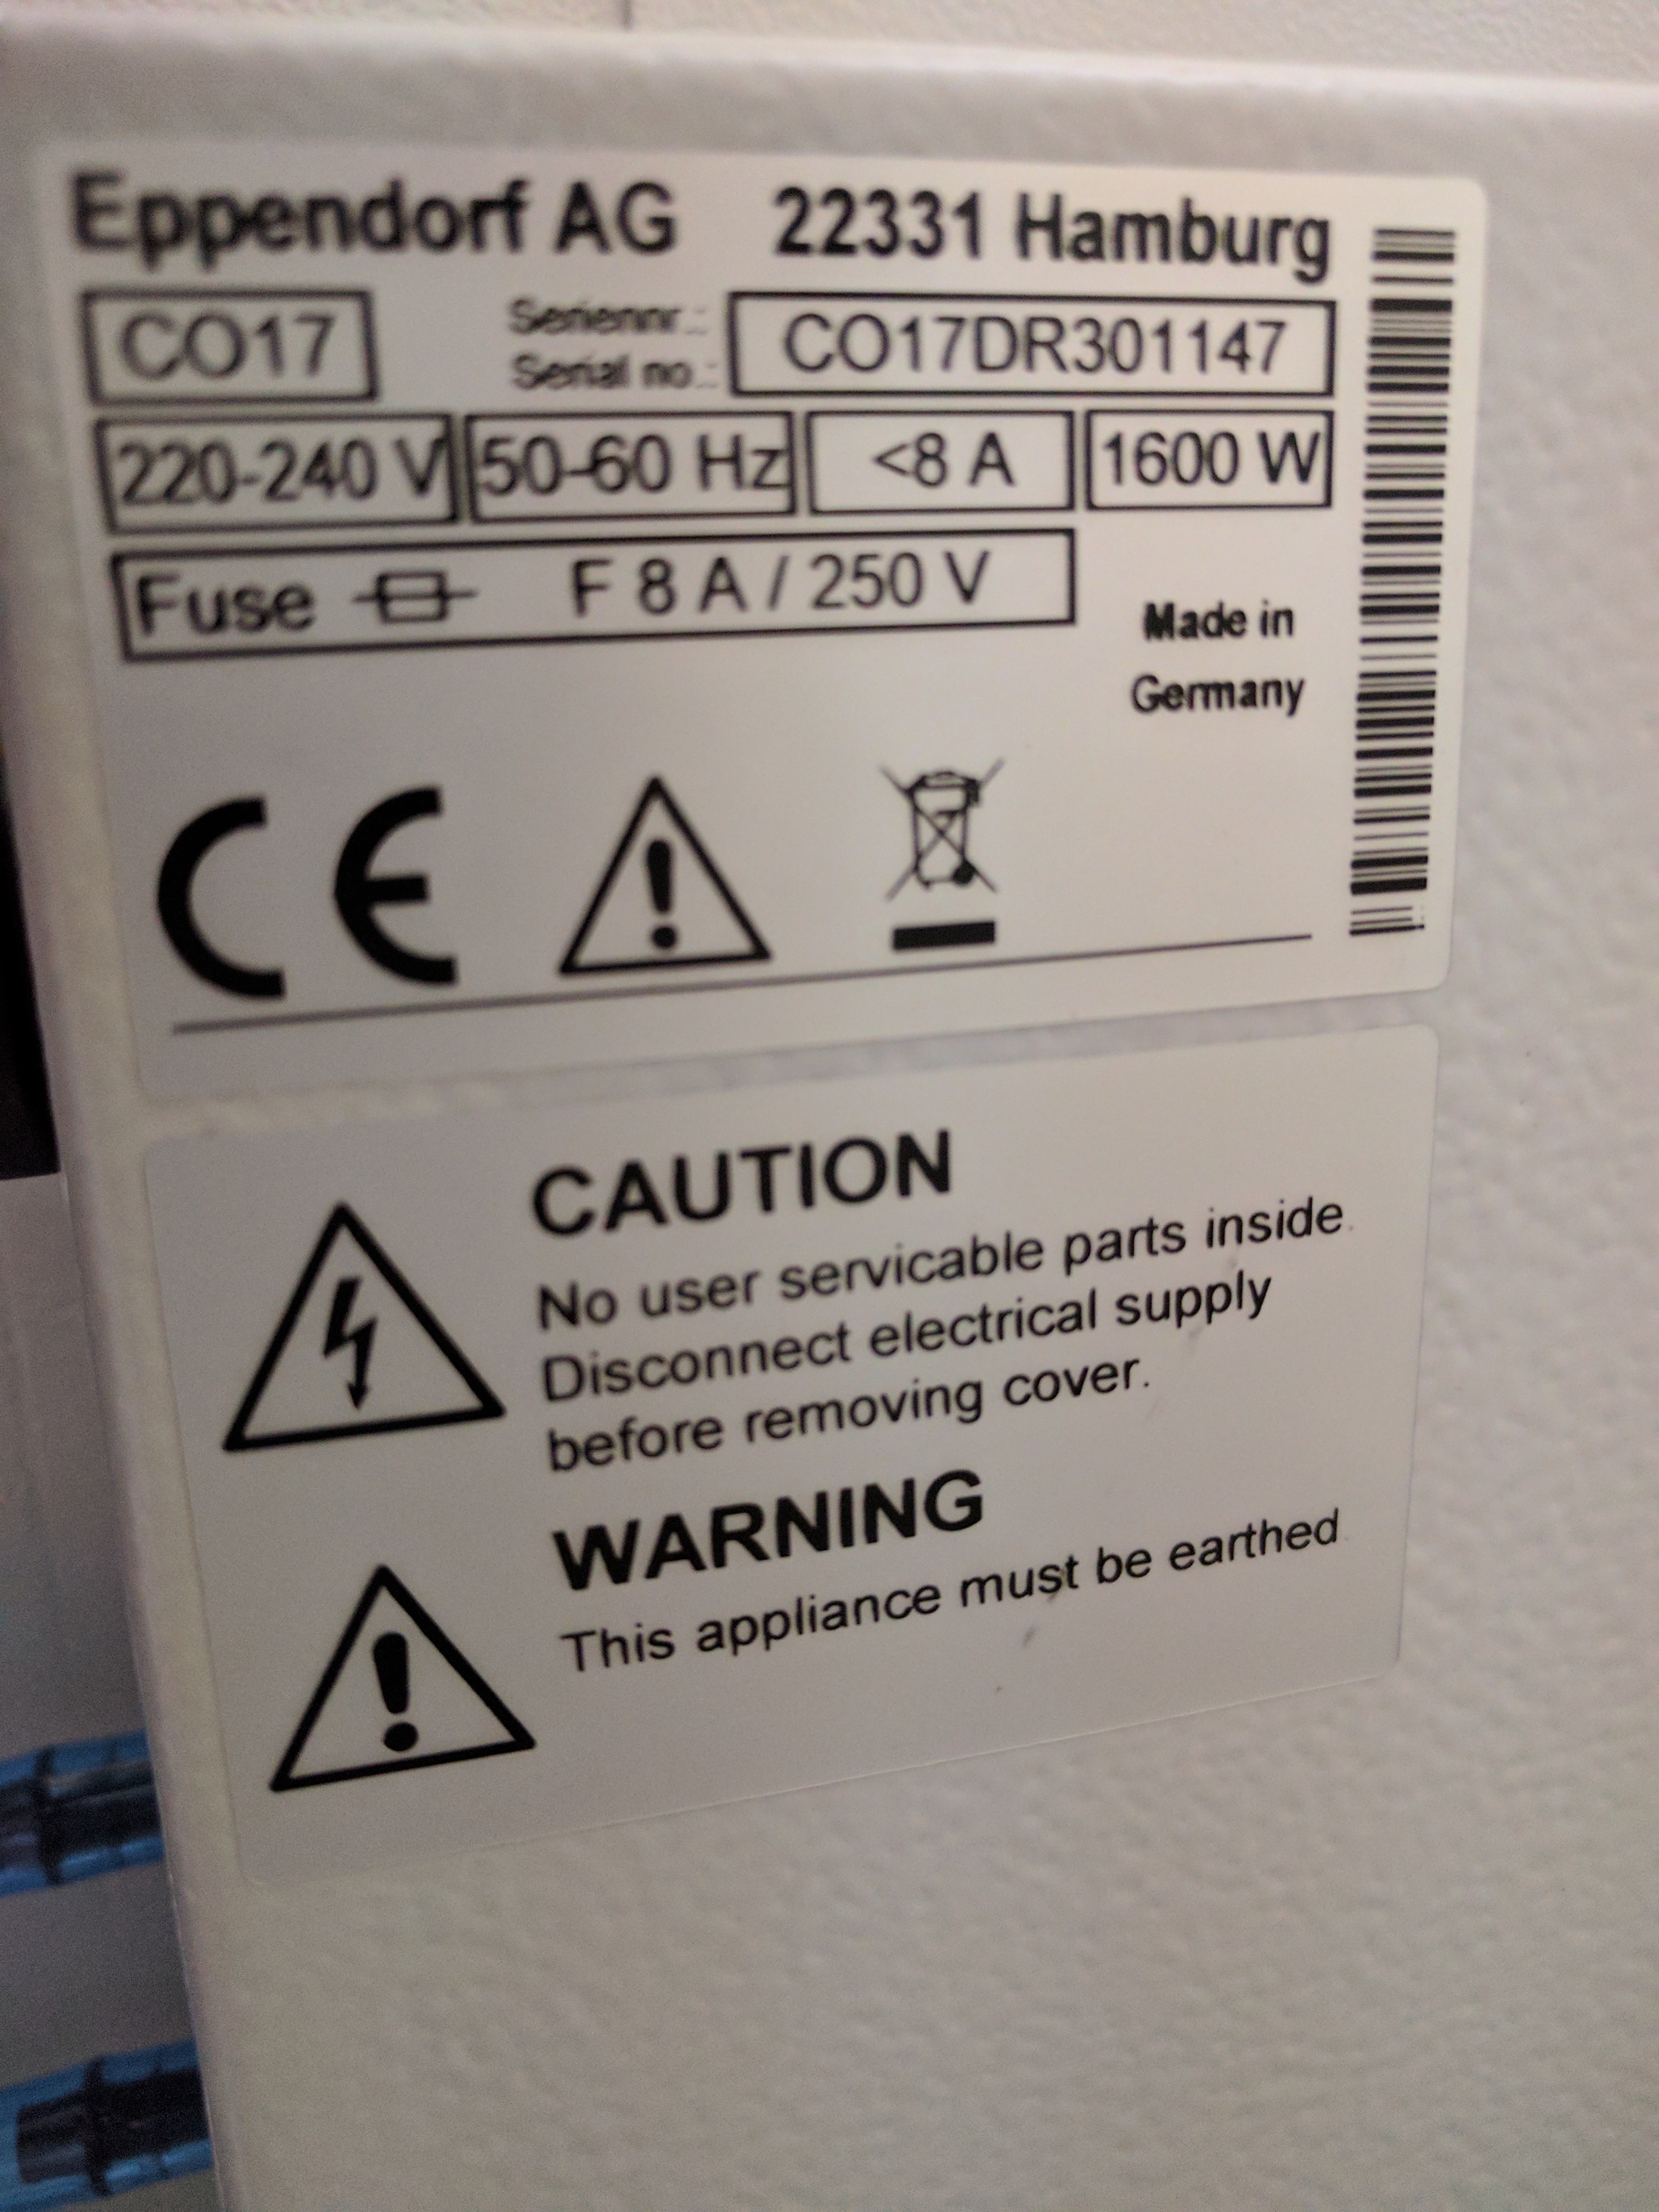 Eppendorf AG 22331 Hamburg
CO17 Seriennr.: CO17DR301147
Serial no.:
220-240 V 50-60 Hz <8 A 1600 W
Fuse F 8 A / 250 V
Made in
Germany
CE
CAUTION
No user servicable parts inside.
Disconnect electrical supply
before removing cover.
WARNING
This appliance must be earthed.